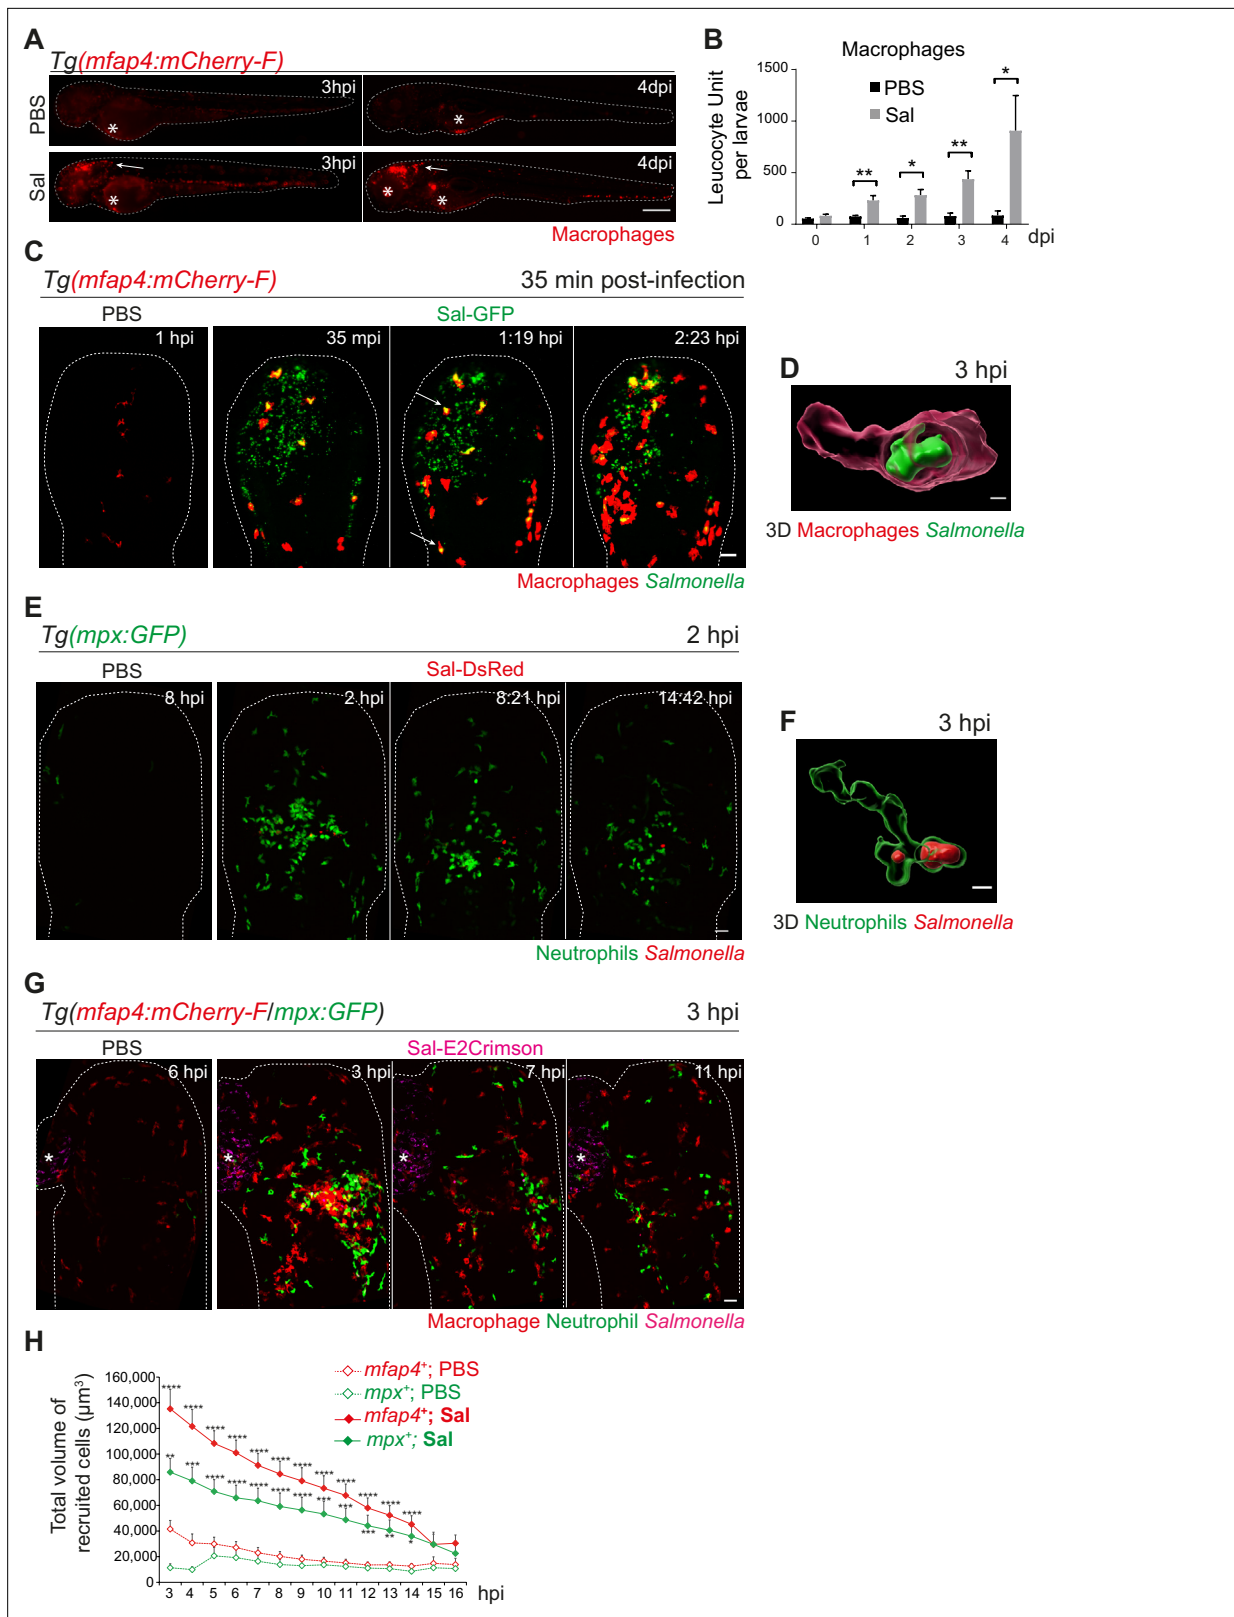 A
Tg(mfap4:mCherry-F)
3hpi
4dpi
PBS
*
*
3hpi
4dpi
Sal
*
*
*
Macrophages
B
Macrophages
1500
1000
500
0
Leucocyte Unit
per larvae
PBS
Sal
**
*
**
*
0 1 2 3 4 dpi
C
Tg(mfap4:mCherry-F) 35 min post-infection
PBS Sal-GFP
1 hpi 35 mpi 1:19 hpi 2:23 hpi
Macrophages Salmonella
D 3 hpi
3D Macrophages Salmonella
E
Tg(mpx:GFP) 2 hpi
PBS Sal-DsRed
8 hpi 2 hpi 8:21 hpi 14:42 hpi
Neutrophils Salmonella
F 3 hpi
3D Neutrophils Salmonella
G
Tg(mfap4:mCherry-F/mpx:GFP) 3 hpi
PBS Sal-E2Crimson
6 hpi 3 hpi 7 hpi 11 hpi
* * * *
Macrophage Neutrophil Salmonella
H
Total volume of
recruited cells (µm³)
160,000
140,000
120,000
100,000
80,000
60,000
40,000
20,000
0
mfap4⁺; PBS
mpx⁺; PBS
mfap4⁺; Sal
mpx⁺; Sal
**** **** **** **** **** **** **** **** **** **** **** ****
** *** **** **** **** **** **** *** *** *** ** *
3 4 5 6 7 8 9 10 11 12 13 14 15 16 hpi